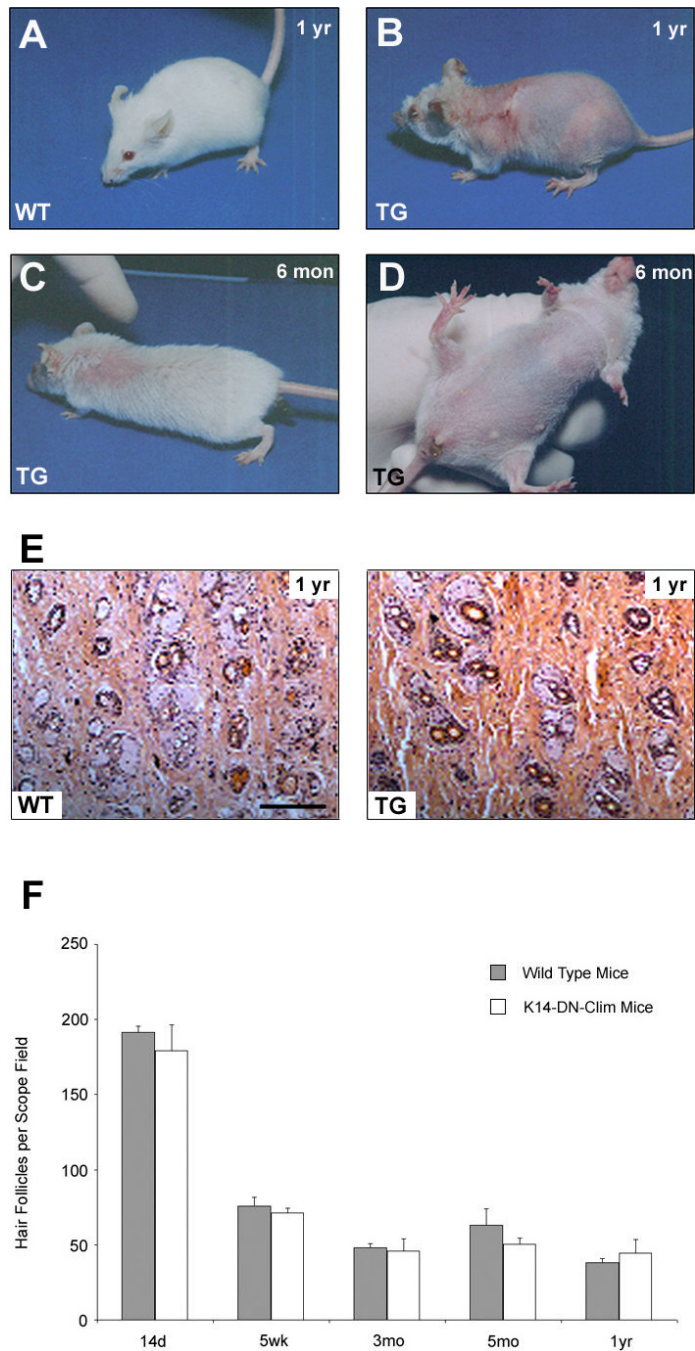 A
1 yr
WT
B
1 yr
TG
C
6 mon
TG
D
6 mon
TG
E
1 yr
WT
1 yr
TG
F
Hair Follicles per Scope Field
250
200
150
100
50
0
Wild Type Mice
K14-DN-Clim Mice
14d 5wk 3mo 5mo 1yr